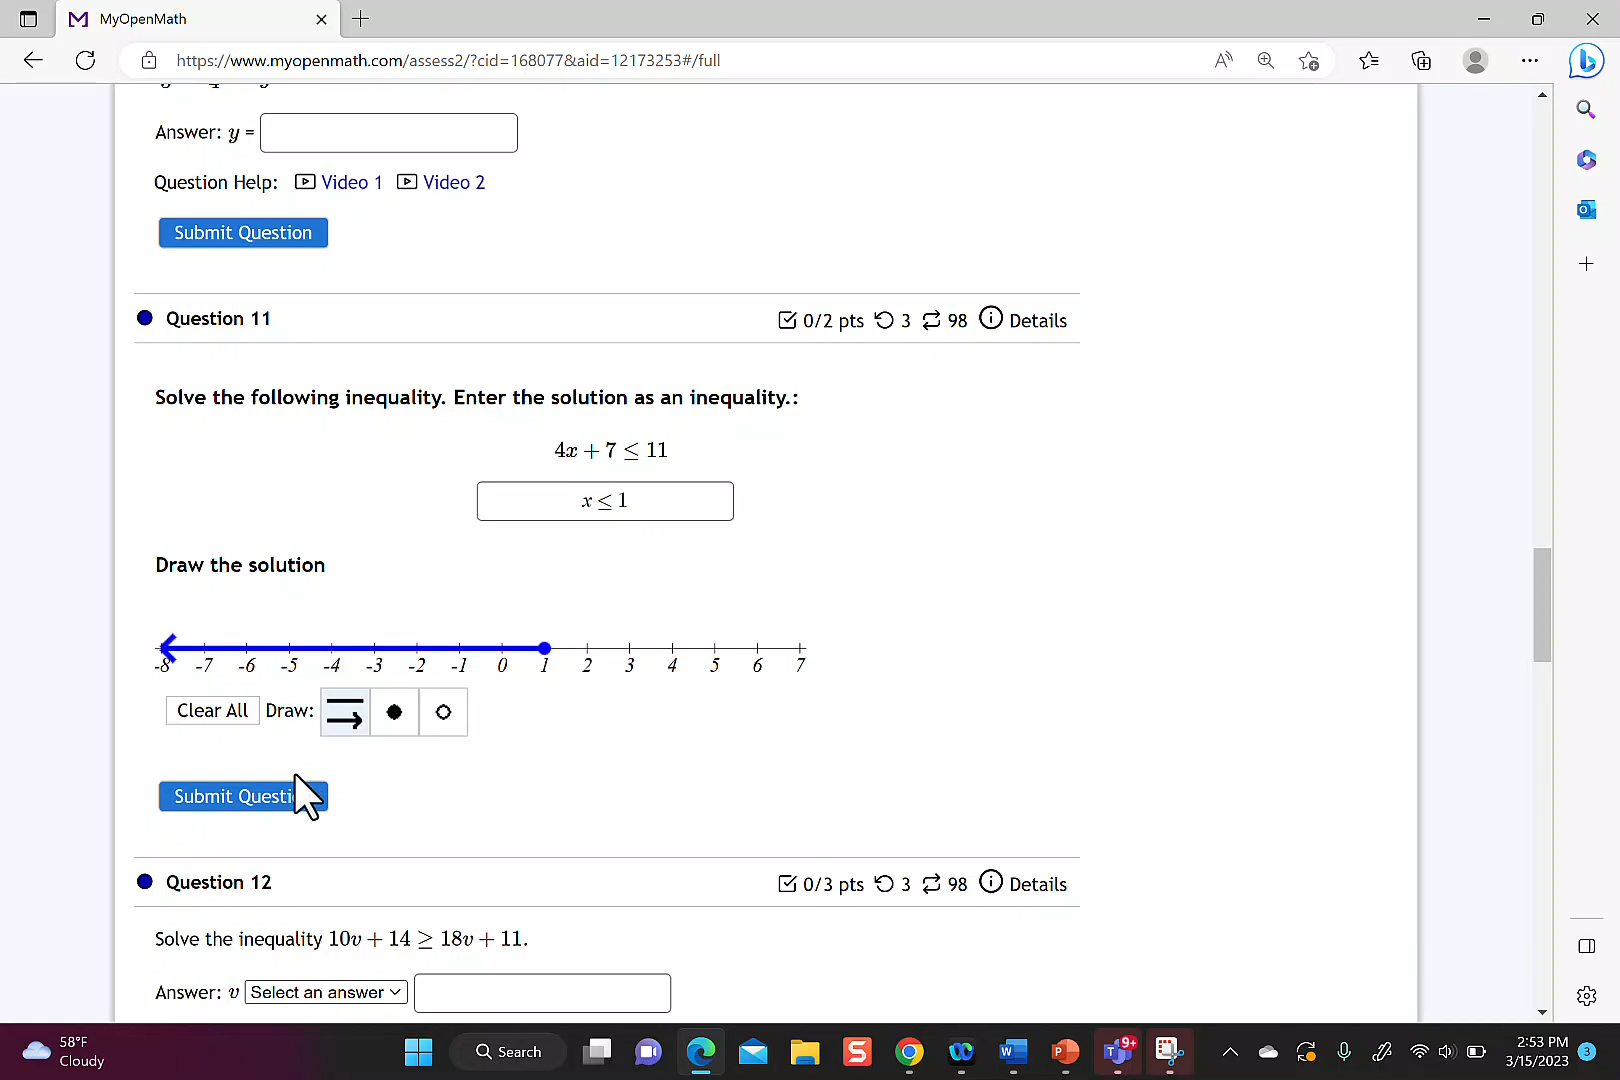 MyOpenMath
https://www.myopenmath.com/assess2/?cid=168077&aid=12173253#/full
Answer: y =
Question Help: Video 1 Video 2
Submit Question
Question 11 0/2 pts 3 98 Details
Solve the following inequality. Enter the solution as an inequality.:
4x + 7 ≤ 11
x ≤ 1
Draw the solution
-8 -7 -6 -5 -4 -3 -2 -1 0 1 2 3 4 5 6 7
Clear All Draw:
Submit Questi
Question 12 0/3 pts 3 98 Details
Solve the inequality 10v + 14 ≥ 18v + 11.
Answer: v Select an answer
58°F
Cloudy
Search
9+
2:53 PM
3/15/2023
3